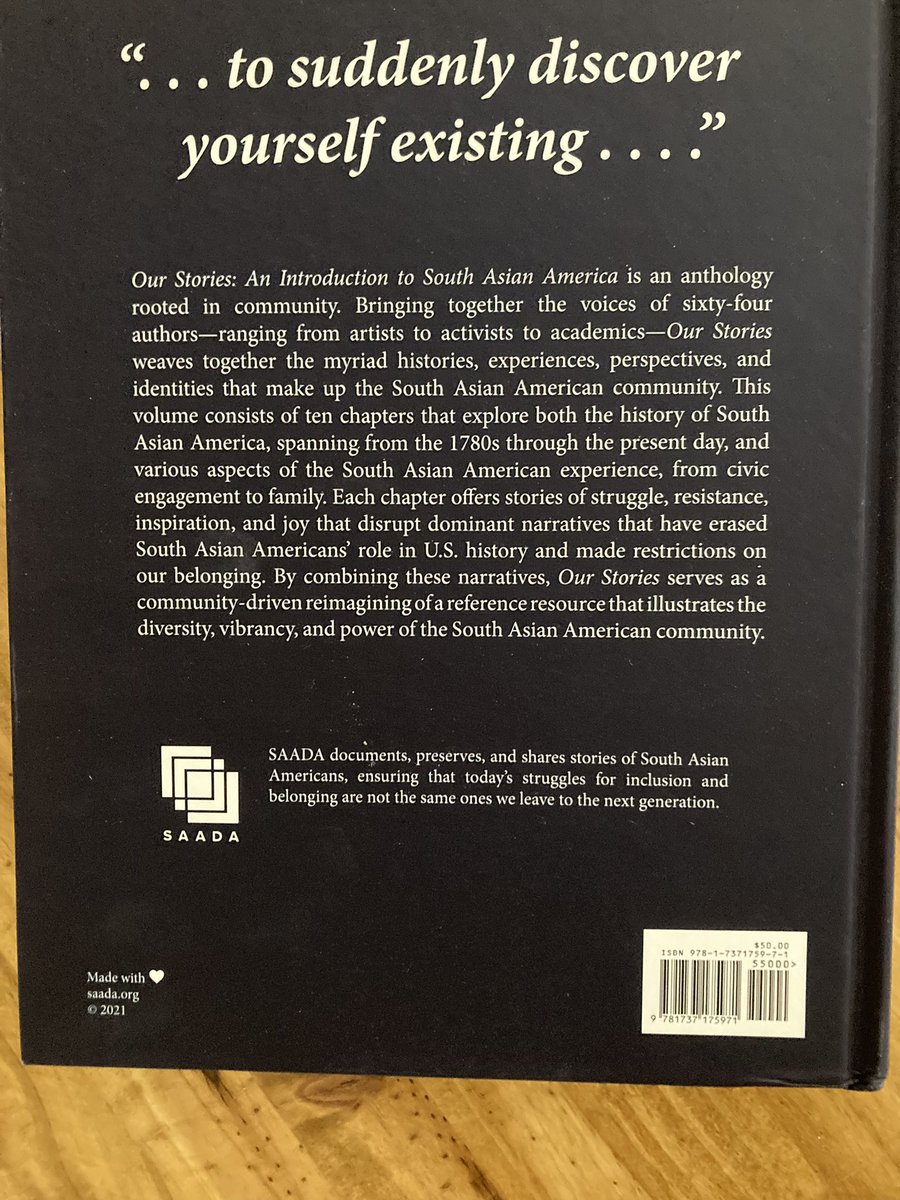 “. . . to suddenly discover
yourself existing . . . .”
Our Stories: An Introduction to South Asian America is an anthology
rooted in community. Bringing together the voices of sixty-four
authors—ranging from artists to activists to academics—Our Stories
weaves together the myriad histories, experiences, perspectives, and
identities that make up the South Asian American community. This
volume consists of ten chapters that explore both the history of South
Asian America, spanning from the 1780s through the present day, and
various aspects of the South Asian American experience, from civic
engagement to family. Each chapter offers stories of struggle, resistance,
inspiration, and joy that disrupt dominant narratives that have erased
South Asian Americans’ role in U.S. history and made restrictions on
our belonging. By combining these narratives, Our Stories serves as a
community-driven reimagining of a reference resource that illustrates the
diversity, vibrancy, and power of the South Asian American community.
SAADA documents, preserves, and shares stories of South Asian
Americans, ensuring that today’s struggles for inclusion and
belonging are not the same ones we leave to the next generation.
SAADA
Made with
saada.org
© 2021
$50.00
ISBN 978-1-7371759-7-1
55000>
9 781737 175971